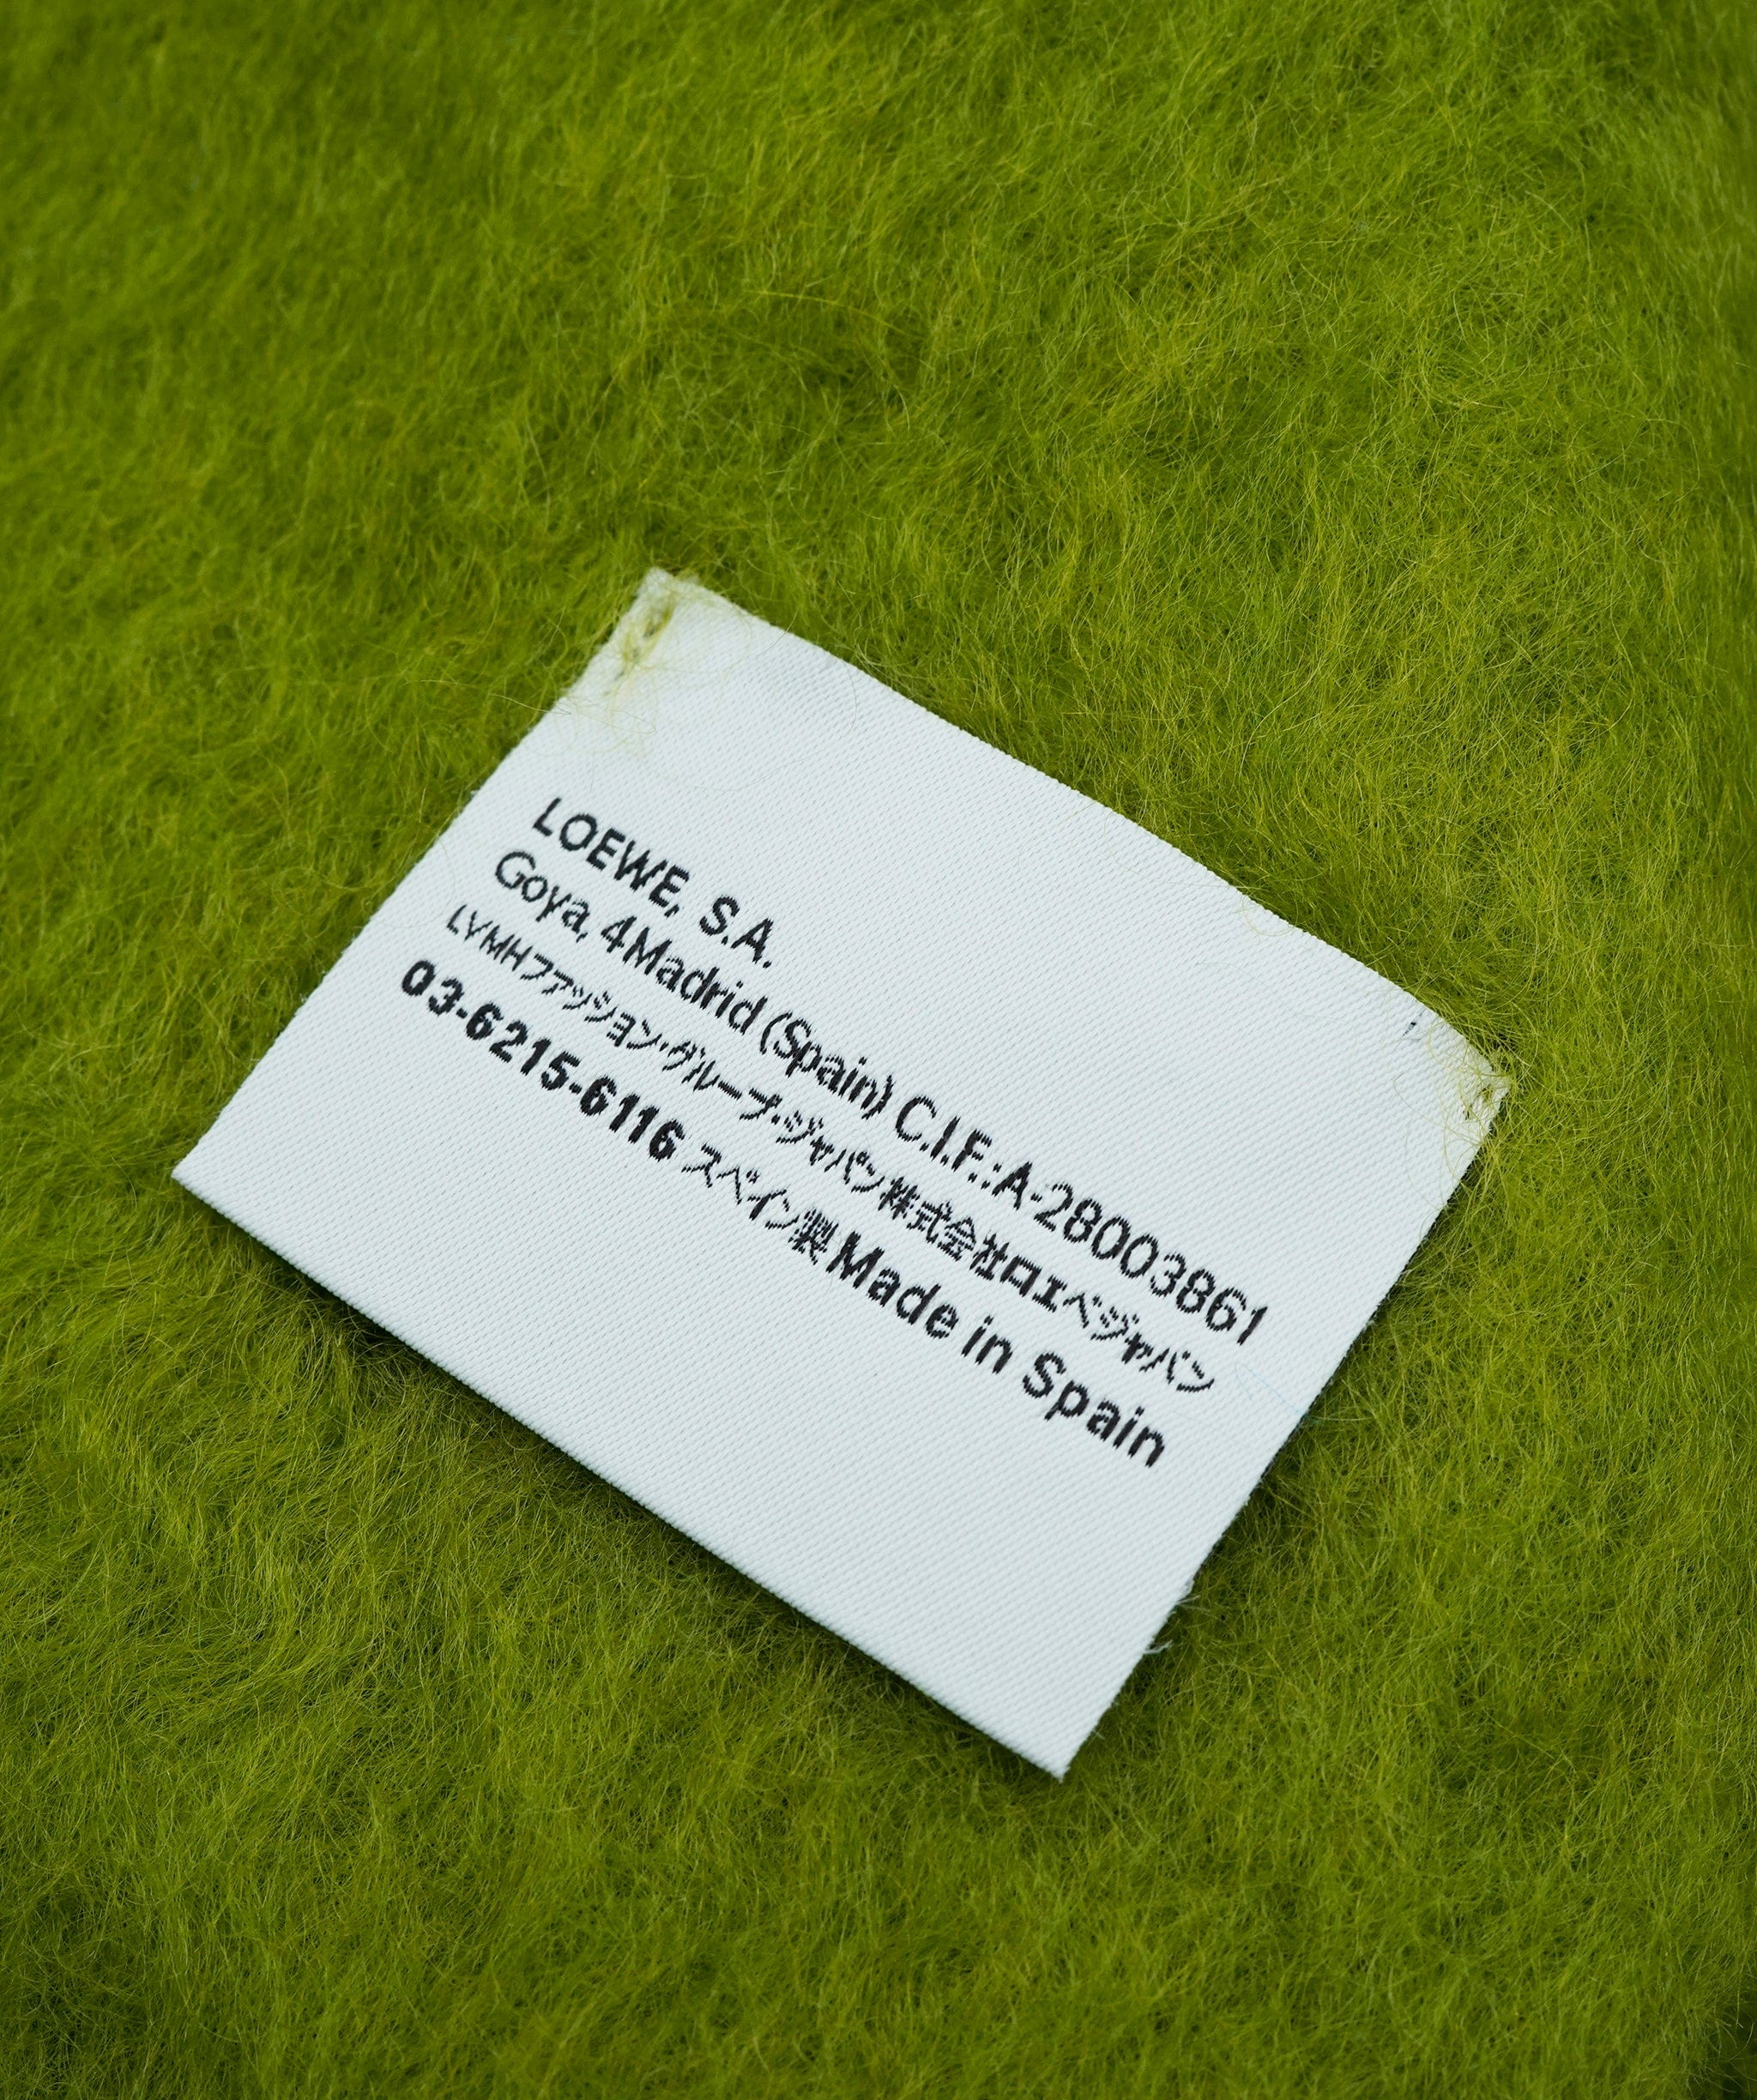 LOEWE, S.A.
Goya, 4 Madrid (Spain) C.I.F.: A-28003861
LVMHファッション・グループ・ジャパン株式会社ロエベジャパン
03-6215-6116 スペイン製 Made in Spain